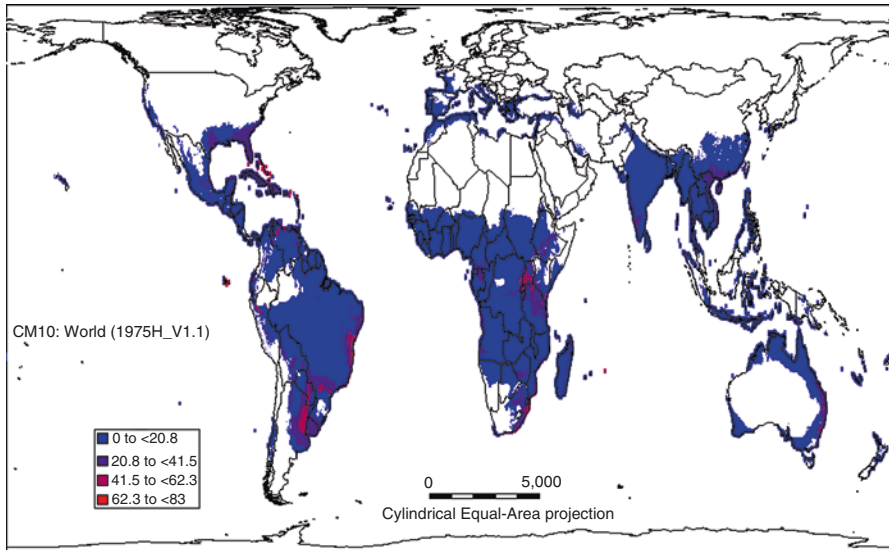 CM10: World (1975H_V1.1)
0 to <20.8
20.8 to <41.5
41.5 to <62.3
62.3 to <83
0 5,000
Cylindrical Equal-Area projection